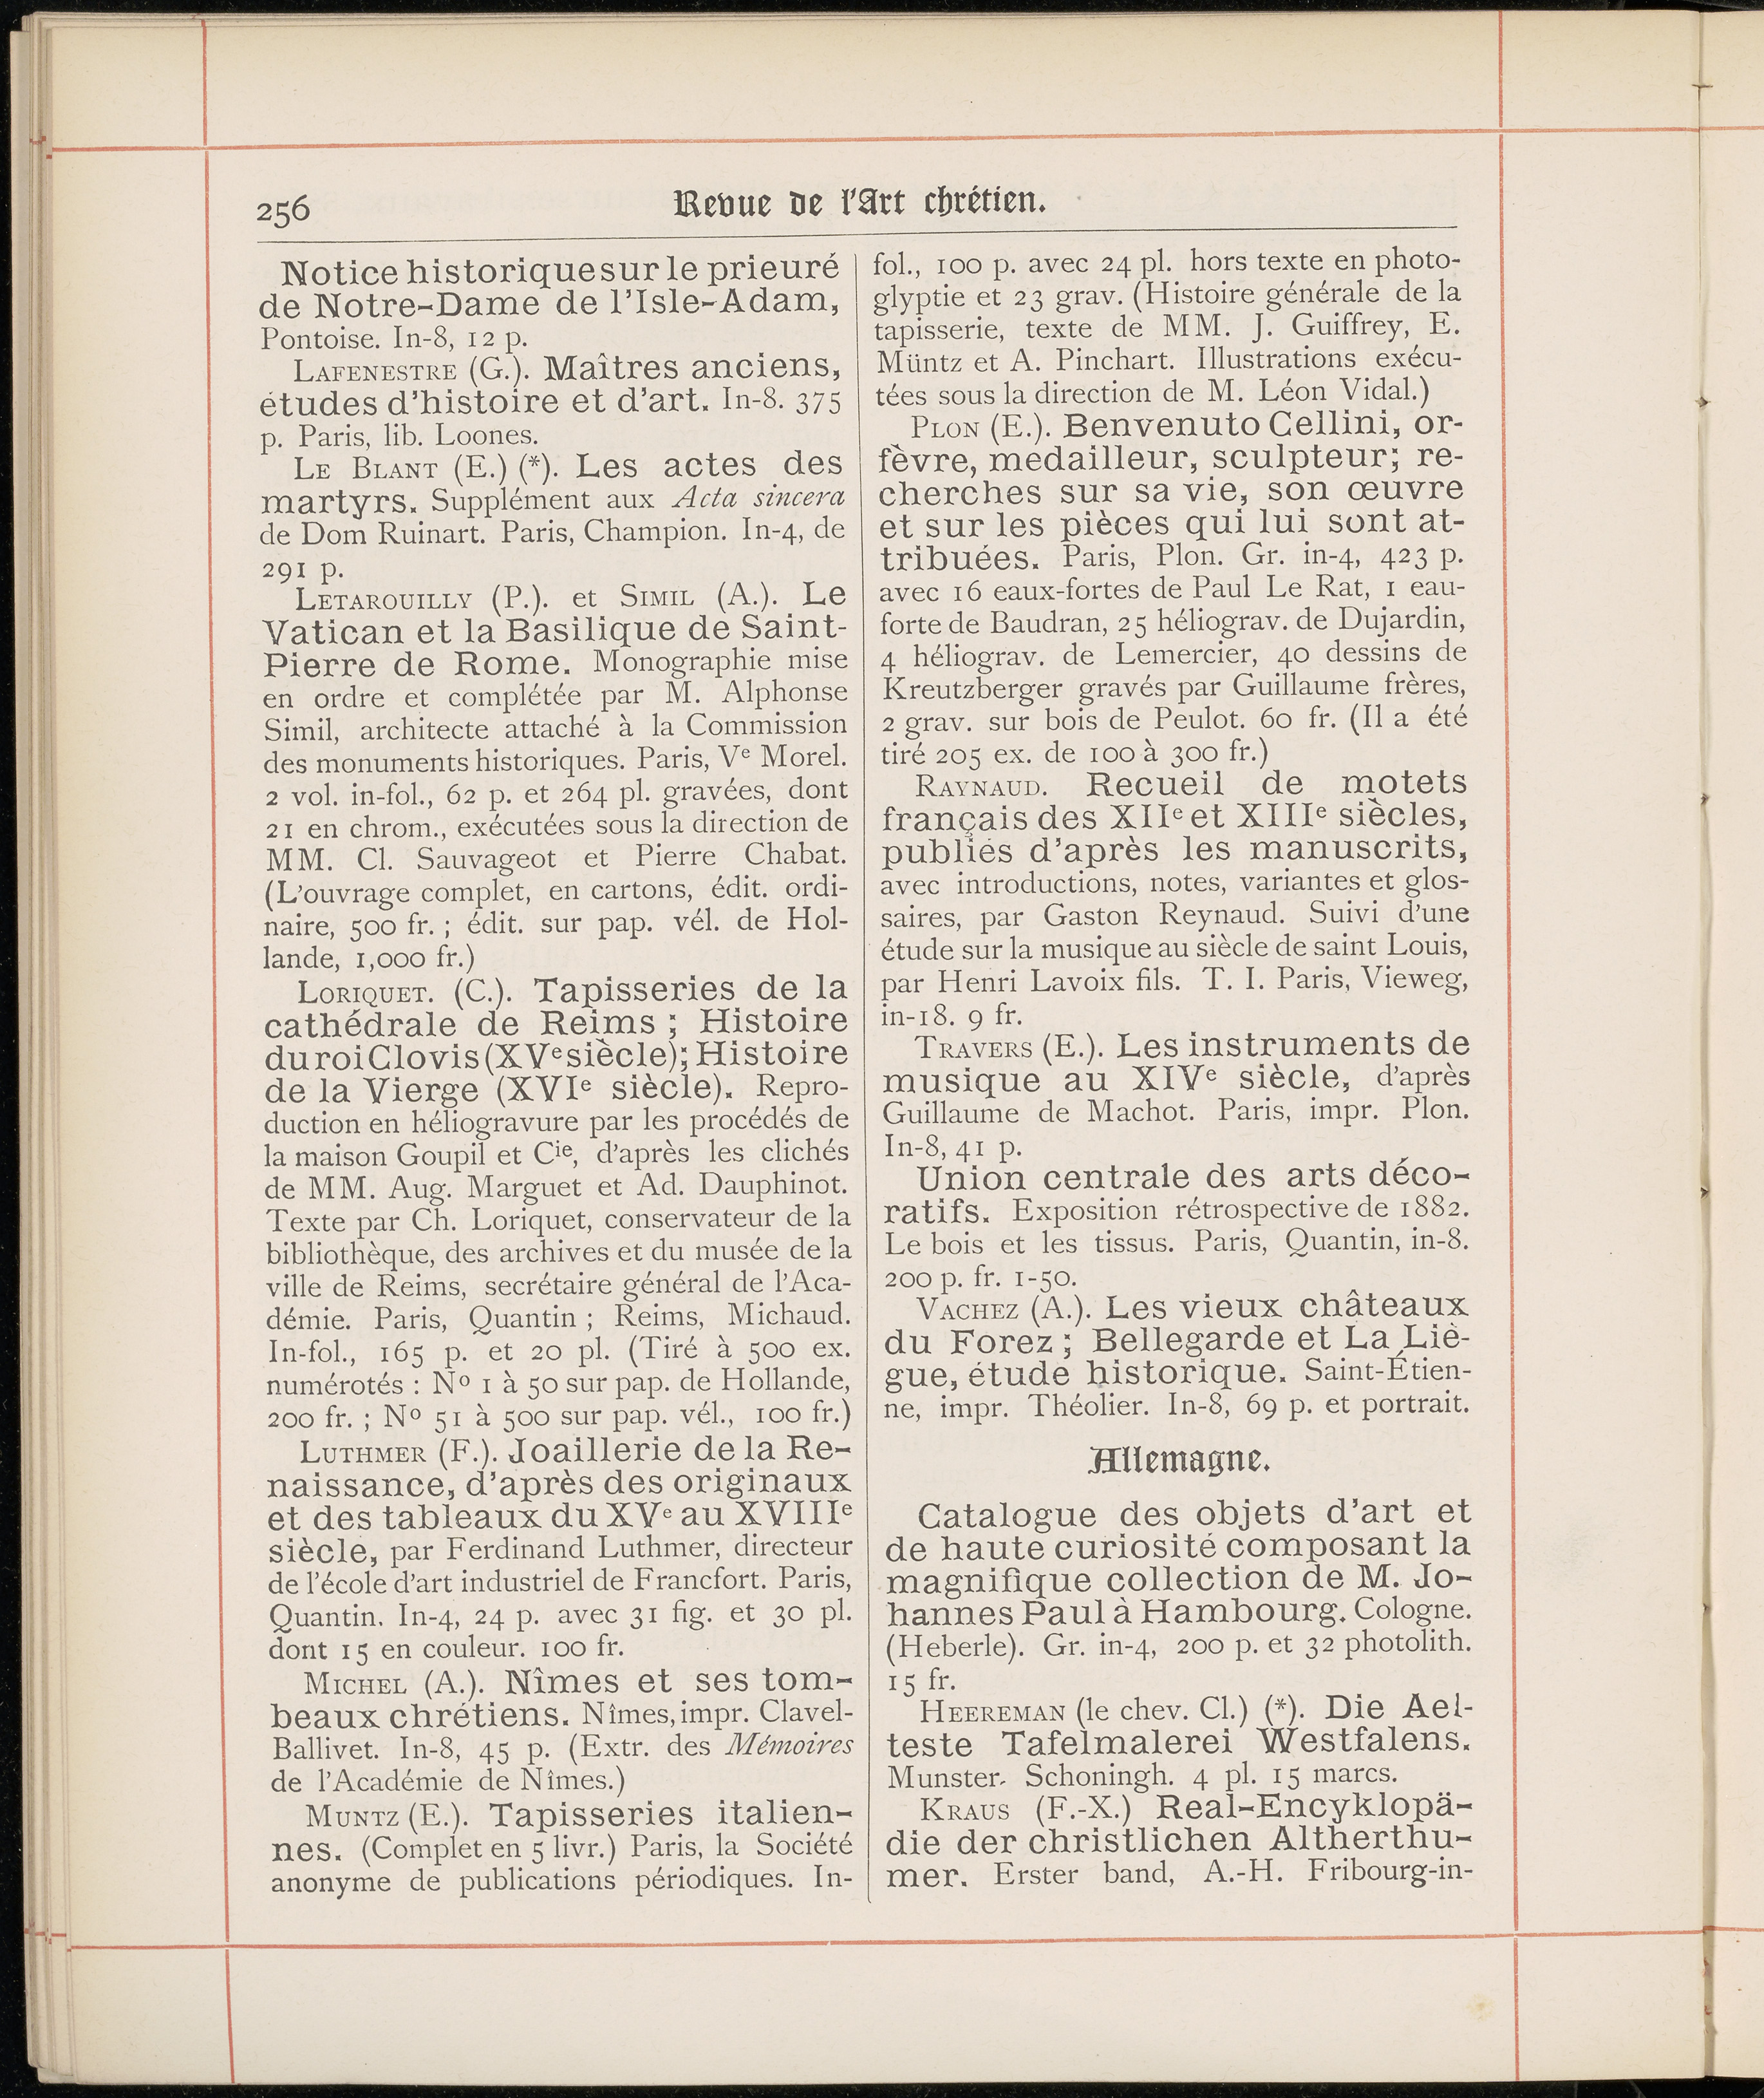 256
Revue de l'Art chrétien.
Notice historique sur le prieuré
de Notre-Dame de l'Isle-Adam,
Pontoise. In-8, 12 p.
LAFENESTRE (G.). Maîtres anciens,
études d'histoire et d'art. In-8. 375
p. Paris, lib. Loones.
LE BLANT (E.) (*). Les actes des
martyrs. Supplément aux Acta sincera
de Dom Ruinart. Paris, Champion. In-4, de
291 p.
LETAROUILLY (P.). et SIMIL (A.). Le
Vatican et la Basilique de Saint-
Pierre de Rome. Monographie mise
en ordre et complétée par M. Alphonse
Simil, architecte attaché à la Commission
des monuments historiques. Paris, Ve Morel.
2 vol. in-fol., 62 p. et 264 pl. gravées, dont
21 en chrom., exécutées sous la direction de
MM. Cl. Sauvageot et Pierre Chabat.
(L'ouvrage complet, en cartons, édit. ordi-
naire, 500 fr. ; édit. sur pap. vél. de Hol-
lande, 1,000 fr.)
LORIQUET. (C.). Tapisseries de la
cathédrale de Reims ; Histoire
du roi Clovis (XVe siècle); Histoire
de la Vierge (XVIe siècle). Repro-
duction en héliogravure par les procédés de
la maison Goupil et Cie, d'après les clichés
de MM. Aug. Marguet et Ad. Dauphinot.
Texte par Ch. Loriquet, conservateur de la
bibliothèque, des archives et du musée de la
ville de Reims, secrétaire général de l'Aca-
démie. Paris, Quantin ; Reims, Michaud.
In-fol., 165 p. et 20 pl. (Tiré à 500 ex.
numérotés : No 1 à 50 sur pap. de Hollande,
200 fr. ; No 51 à 500 sur pap. vél., 100 fr.)
LUTHMER (F.). Joaillerie de la Re-
naissance, d'après des originaux
et des tableaux du XVe au XVIIIe
siècle, par Ferdinand Luthmer, directeur
de l'école d'art industriel de Francfort. Paris,
Quantin. In-4, 24 p. avec 31 fig. et 30 pl.
dont 15 en couleur. 100 fr.
MICHEL (A.). Nîmes et ses tom-
beaux chrétiens. Nîmes, impr. Clavel-
Ballivet. In-8, 45 p. (Extr. des Mémoires
de l'Académie de Nîmes.)
MUNTZ (E.). Tapisseries italien-
nes. (Complet en 5 livr.) Paris, la Société
anonyme de publications périodiques. In-
fol., 100 p. avec 24 pl. hors texte en photo-
glyptie et 23 grav. (Histoire générale de la
tapisserie, texte de MM. J. Guiffrey, E.
Müntz et A. Pinchart. Illustrations exécu-
tées sous la direction de M. Léon Vidal.)
PLON (E.). Benvenuto Cellini, or-
fèvre, medailleur, sculpteur; re-
cherches sur sa vie, son œuvre
et sur les pièces qui lui sont at-
tribuées. Paris, Plon. Gr. in-4, 423 p.
avec 16 eaux-fortes de Paul Le Rat, 1 eau-
forte de Baudran, 25 héliograv. de Dujardin,
4 héliograv. de Lemercier, 40 dessins de
Kreutzberger gravés par Guillaume frères,
2 grav. sur bois de Peulot. 60 fr. (Il a été
tiré 205 ex. de 100 à 300 fr.)
RAYNAUD. Recueil de motets
français des XIIe et XIIIe siècles,
publiés d'après les manuscrits,
avec introductions, notes, variantes et glos-
saires, par Gaston Reynaud. Suivi d'une
étude sur la musique au siècle de saint Louis,
par Henri Lavoix fils. T. I. Paris, Vieweg,
in-18. 9 fr.
TRAVERS (E.). Les instruments de
musique au XIVe siècle, d'après
Guillaume de Machot. Paris, impr. Plon.
In-8, 41 p.
Union centrale des arts déco-
ratifs. Exposition rétrospective de 1882.
Le bois et les tissus. Paris, Quantin, in-8.
200 p. fr. 1-50.
VACHEZ (A.). Les vieux châteaux
du Forez ; Bellegarde et La Liè-
gue, étude historique. Saint-Étien-
ne, impr. Théolier. In-8, 69 p. et portrait.
Allemagne.
Catalogue des objets d'art et
de haute curiosité composant la
magnifique collection de M. Jo-
hannes Paul à Hambourg. Cologne.
(Heberle). Gr. in-4, 200 p. et 32 photolith.
15 fr.
HEEREMAN (le chev. Cl.) (*). Die Ael-
teste Tafelmalerei Westfalens.
Munster. Schoningh. 4 pl. 15 marcs.
KRAUS (F.-X.) Real-Encyklopä-
die der christlichen Altherthu-
mer. Erster band, A.-H. Fribourg-in-